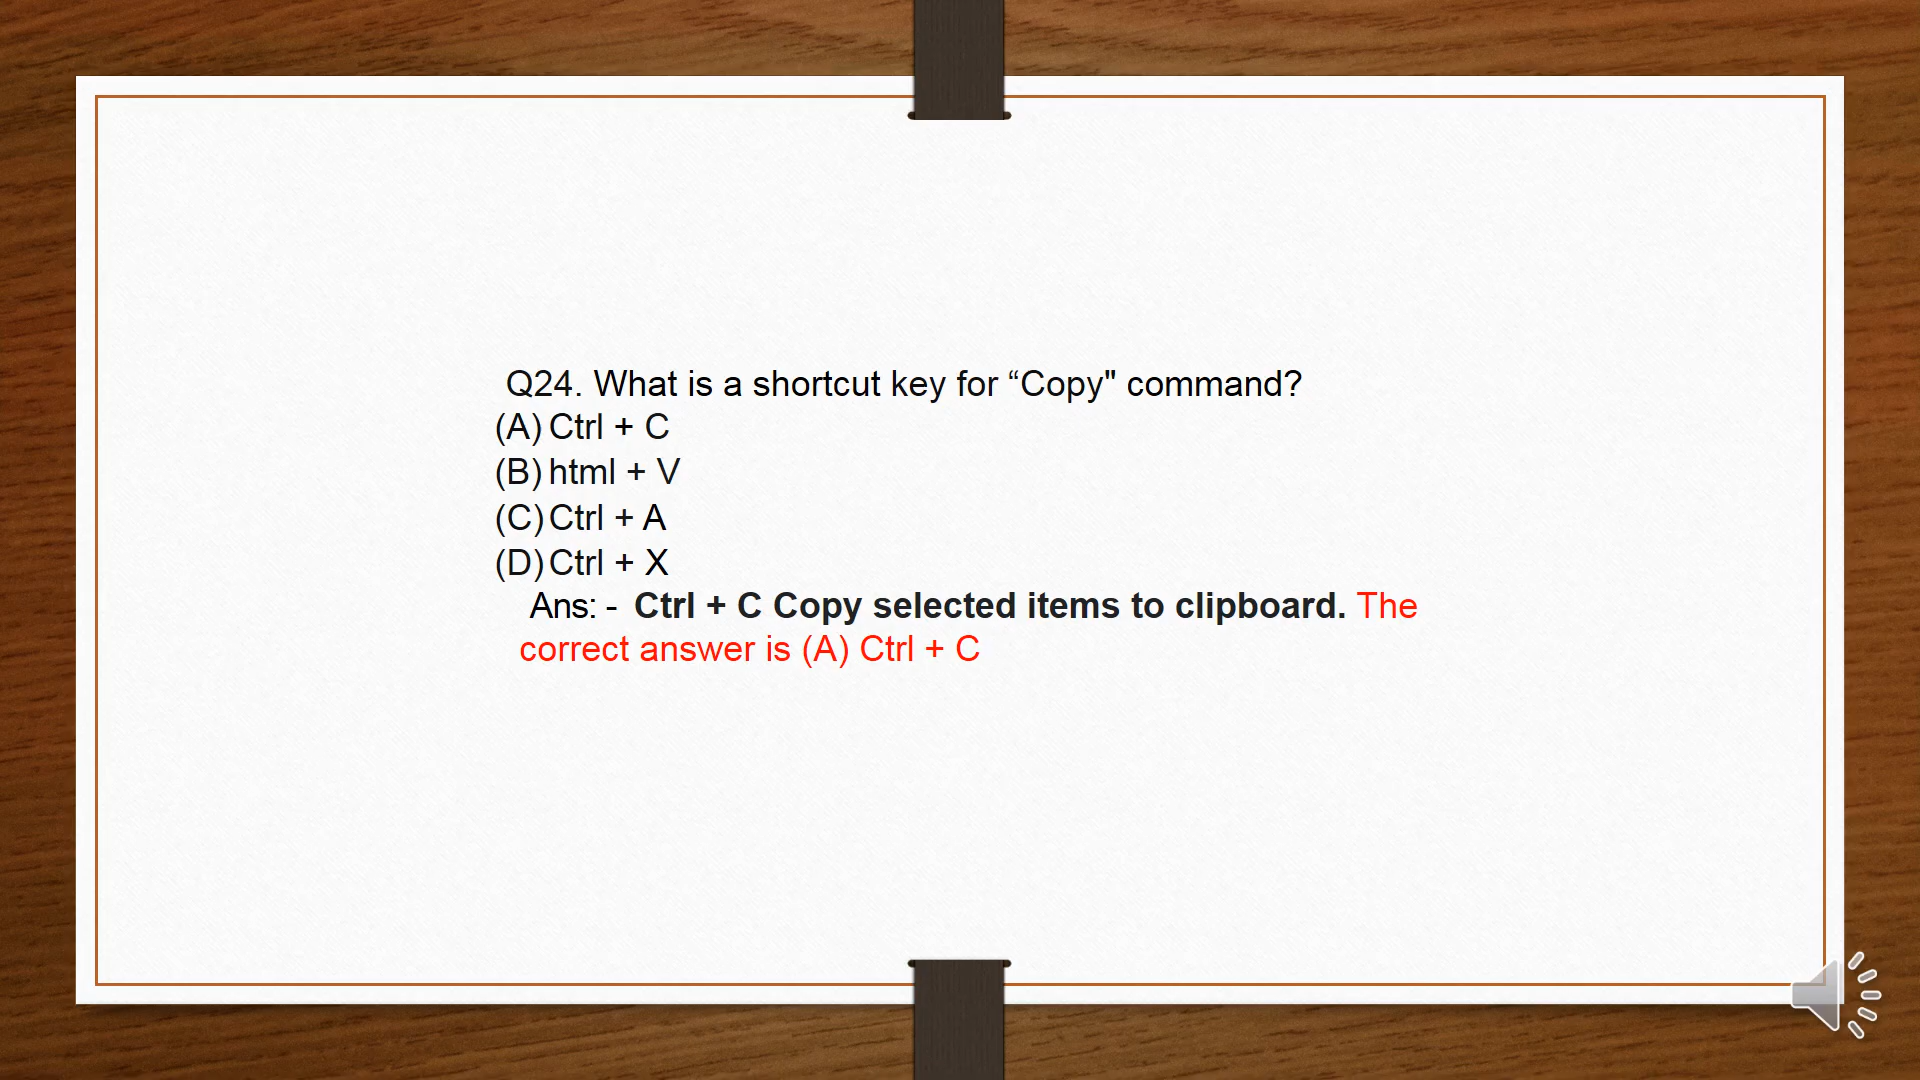 Q24. What is a shortcut key for “Copy" command?
(A) Ctrl + C
(B) html + V
(C) Ctrl + A
(D) Ctrl + X
Ans: - Ctrl + C Copy selected items to clipboard. The
correct answer is (A) Ctrl + C